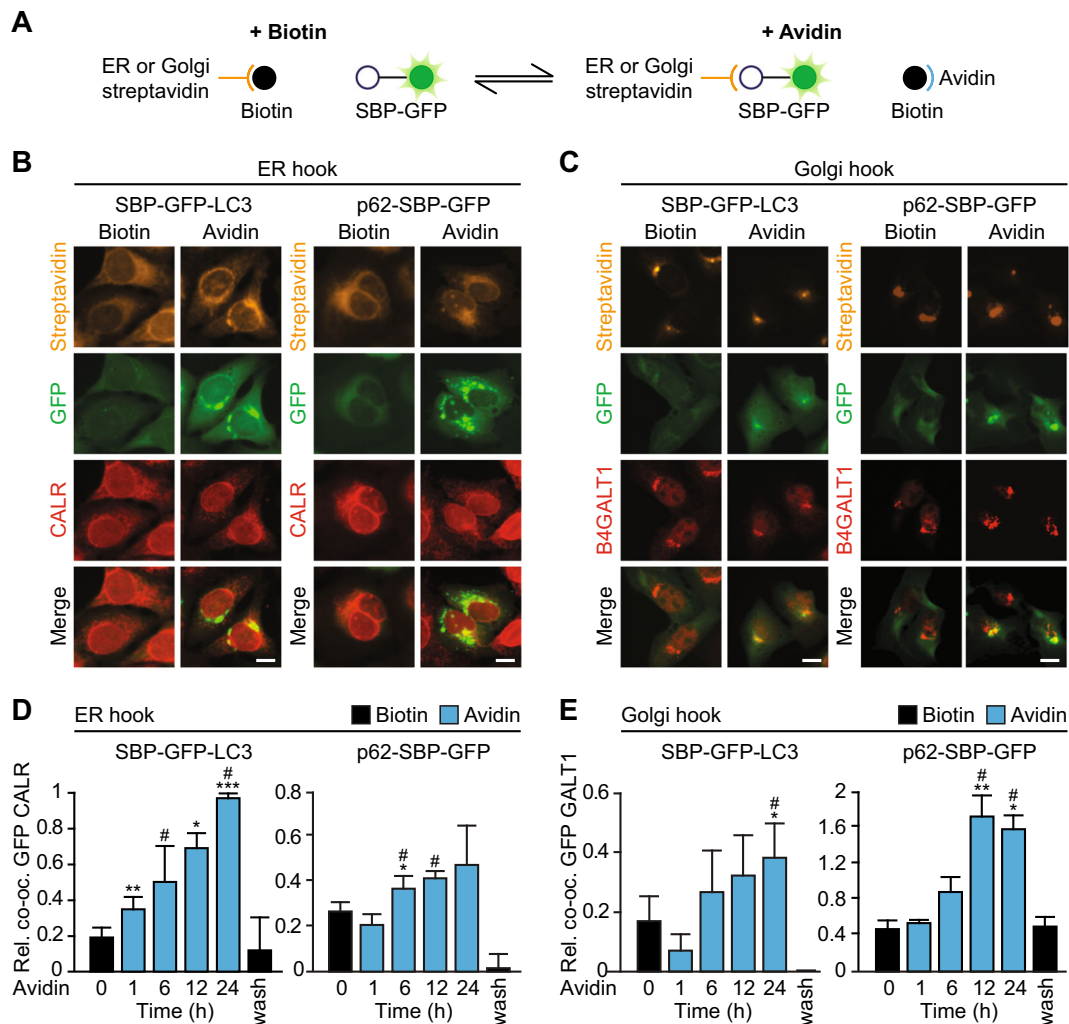 A
+ Biotin
+ Avidin
ER or Golgi
streptavidin
Biotin
SBP-GFP
ER or Golgi
streptavidin
SBP-GFP
Avidin
Biotin
B
ER hook
SBP-GFP-LC3
p62-SBP-GFP
Biotin
Avidin
Biotin
Avidin
Streptavidin
GFP
CALR
Merge
Streptavidin
GFP
CALR
Merge
C
Golgi hook
SBP-GFP-LC3
p62-SBP-GFP
Biotin
Avidin
Biotin
Avidin
Streptavidin
GFP
B4GALT1
Merge
Streptavidin
GFP
B4GALT1
Merge
D
ER hook
Biotin
Avidin
SBP-GFP-LC3
p62-SBP-GFP
Rel. co-oc. GFP CALR
1
0.8
0.6
0.4
0.2
0
**
#
*
#
***
Avidin
0 1 6 12 24 wash
Time (h)
0.8
0.6
0.4
0.2
0
#
*
#
0 1 6 12 24 wash
Time (h)
E
Golgi hook
Biotin
Avidin
SBP-GFP-LC3
p62-SBP-GFP
Rel. co-oc. GFP GALT1
0.6
0.4
0.2
0
#
*
Avidin
0 1 6 12 24 wash
Time (h)
2
1.6
1.2
0.8
0.4
0
#
**
#
*
0 1 6 12 24 wash
Time (h)